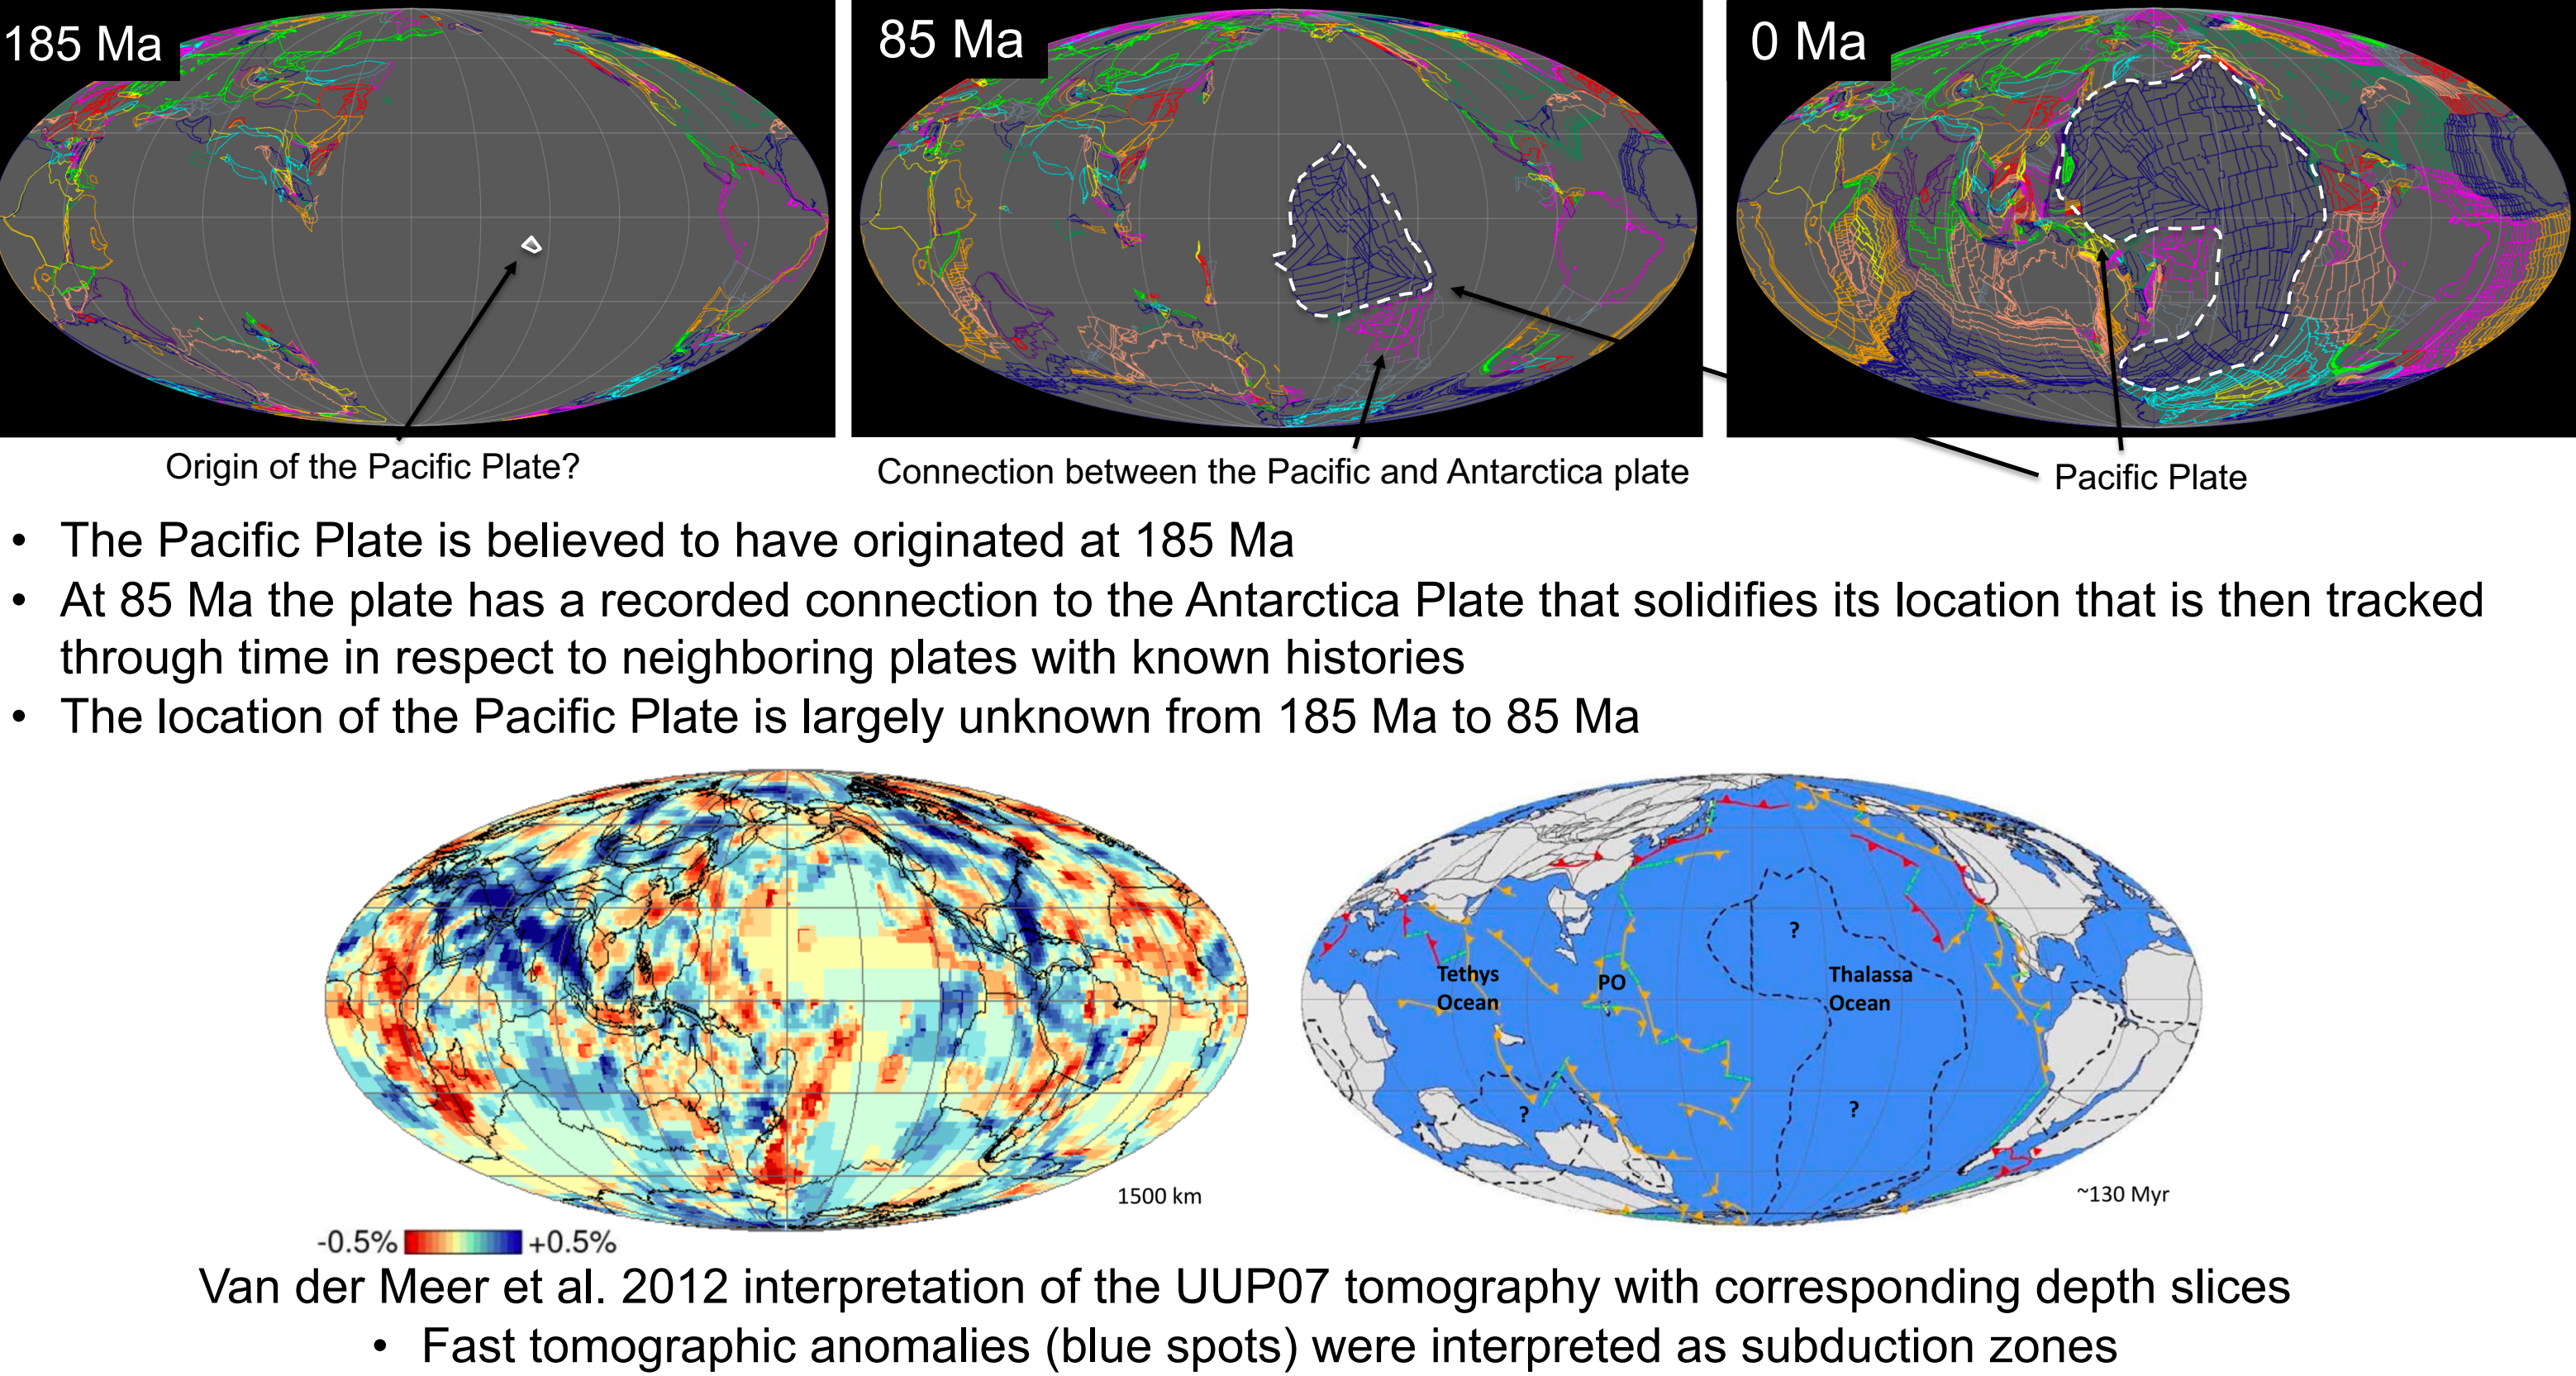 185 Ma
85 Ma
0 Ma
Origin of the Pacific Plate?
Connection between the Pacific and Antarctica plate
Pacific Plate
• The Pacific Plate is believed to have originated at 185 Ma
• At 85 Ma the plate has a recorded connection to the Antarctica Plate that solidifies its location that is then tracked
through time in respect to neighboring plates with known histories
• The location of the Pacific Plate is largely unknown from 185 Ma to 85 Ma
1500 km
-0.5%
+0.5%
?
Tethys
Ocean
PO
Thalassa
Ocean
?
?
~130 Myr
Van der Meer et al. 2012 interpretation of the UUP07 tomography with corresponding depth slices
• Fast tomographic anomalies (blue spots) were interpreted as subduction zones